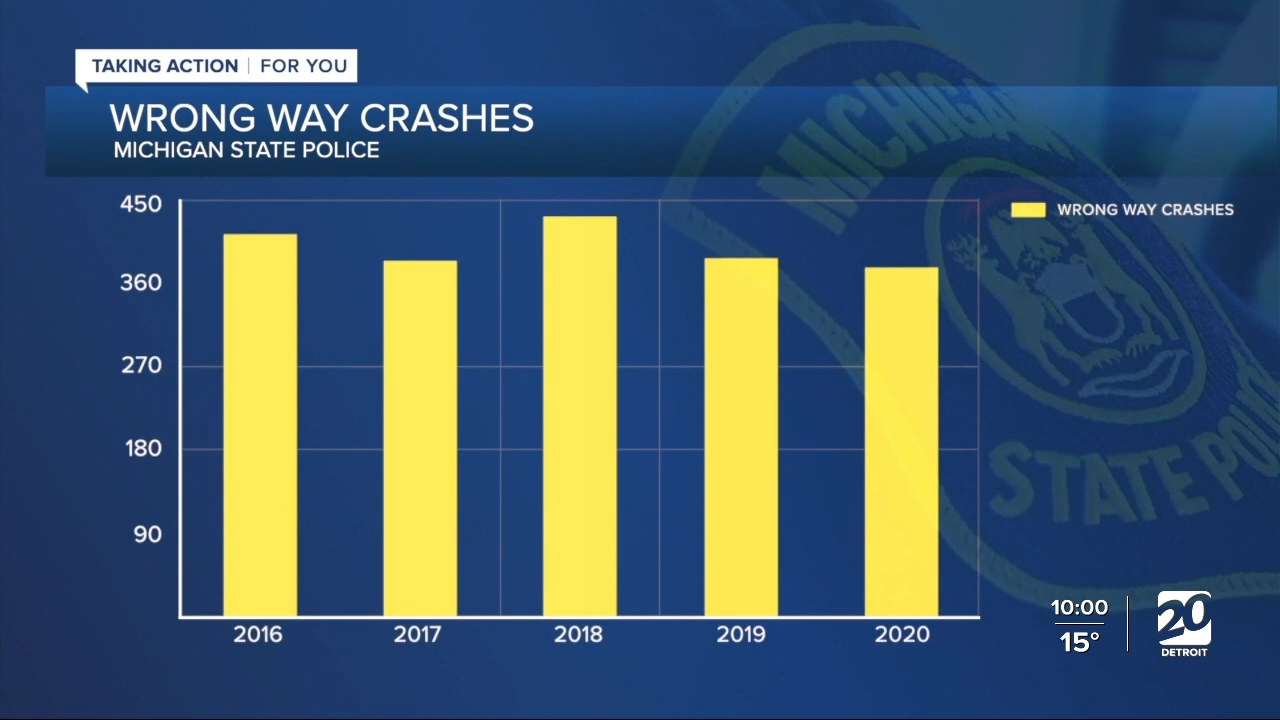 TAKING ACTION | FOR YOU
WRONG WAY CRASHES
MICHIGAN STATE POLICE
450
360
270
180
90
2016
2017
2018
2019
2020
WRONG WAY CRASHES
MICHIGAN
STATE
10:00
15°
20
DETROIT